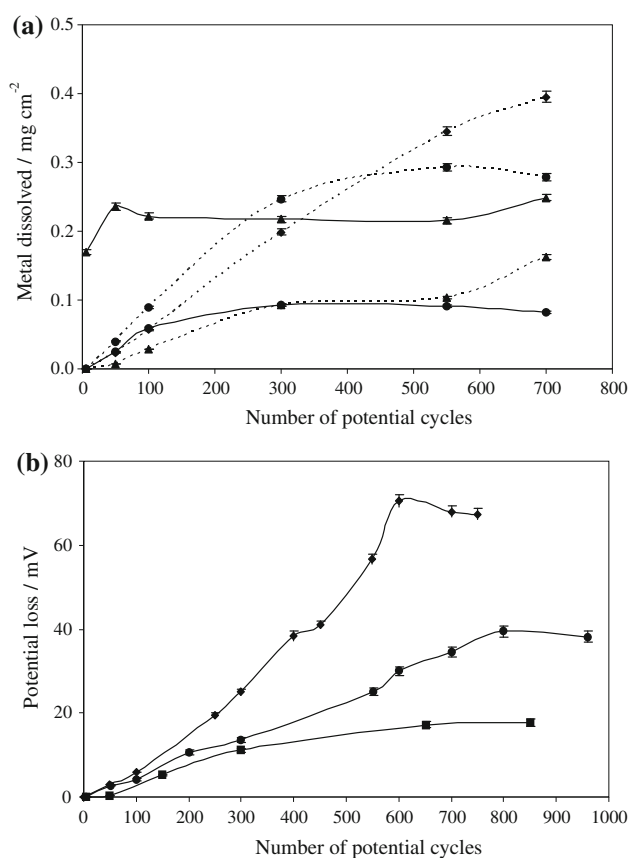 (a)
0.5
0.4
0.3
0.2
0.1
0.0
Metal dissolved / mg cm⁻²
0 100 200 300 400 500 600 700 800
Number of potential cycles
(b)
80
60
40
20
0
Potential loss / mV
0 100 200 300 400 500 600 700 800 900 1000
Number of potential cycles